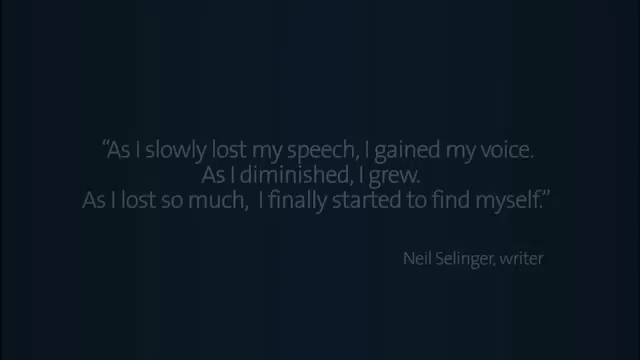 “As I slowly lost my speech, I gained my voice.
As I diminished, I grew.
As I lost so much, I finally started to find myself.”
Neil Selinger, writer